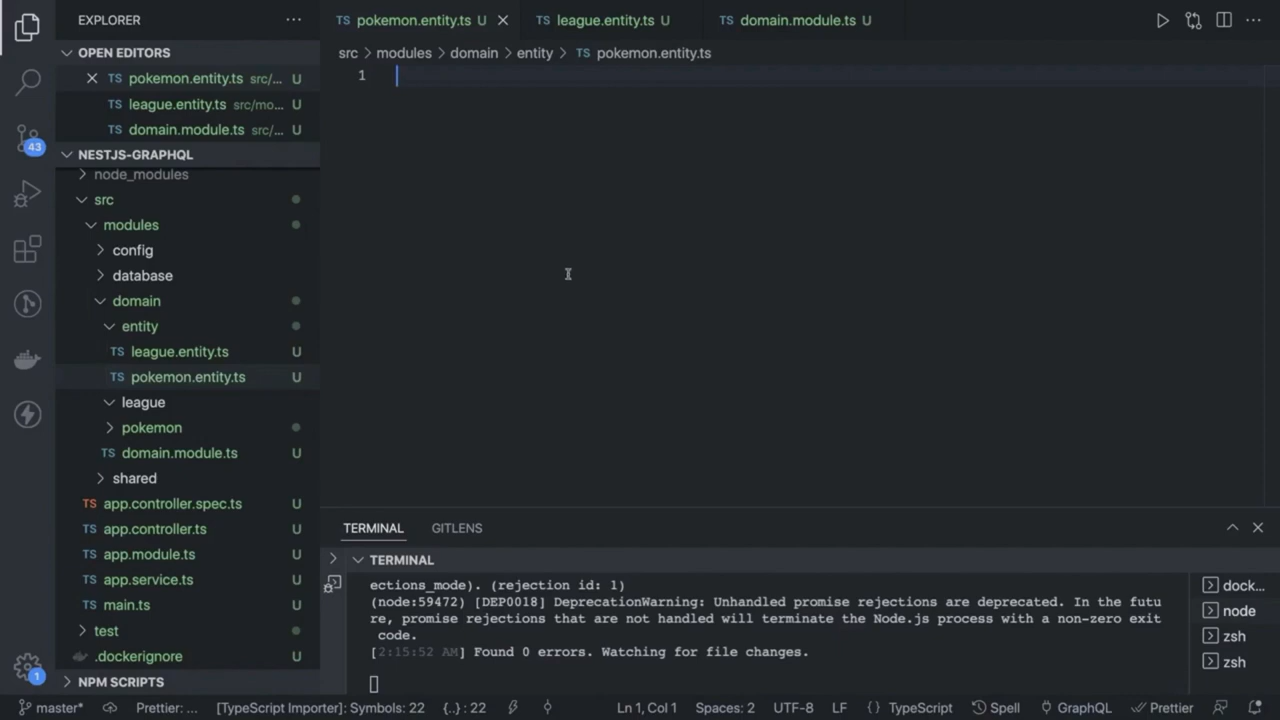 EXPLORER
OPEN EDITORS
TS pokemon.entity.ts src/... U
TS league.entity.ts src/mo... U
TS domain.module.ts src/... U
43
NESTJS-GRAPHQL
node_modules
src
modules
config
database
domain
entity
TS league.entity.ts U
TS pokemon.entity.ts U
league
pokemon
TS domain.module.ts U
shared
TS app.controller.spec.ts U
TS app.controller.ts U
TS app.module.ts U
TS app.service.ts U
TS main.ts U
test
.dockerignore U
1
NPM SCRIPTS
TS pokemon.entity.ts U
TS league.entity.ts U
TS domain.module.ts U
src > modules > domain > entity > TS pokemon.entity.ts
1
TERMINAL GITLENS
TERMINAL
ections_mode). (rejection id: 1)
(node:59472) [DEP0018] DeprecationWarning: Unhandled promise rejections are deprecated. In the futu
re, promise rejections that are not handled will terminate the Node.js process with a non-zero exit
code.
[2:15:52 AM] Found 0 errors. Watching for file changes.
dock...
node
zsh
zsh
master* Prettier: ... [TypeScript Importer]: Symbols: 22 {..} : 22 Ln 1, Col 1 Spaces: 2 UTF-8 LF {} TypeScript Spell GraphQL Prettier